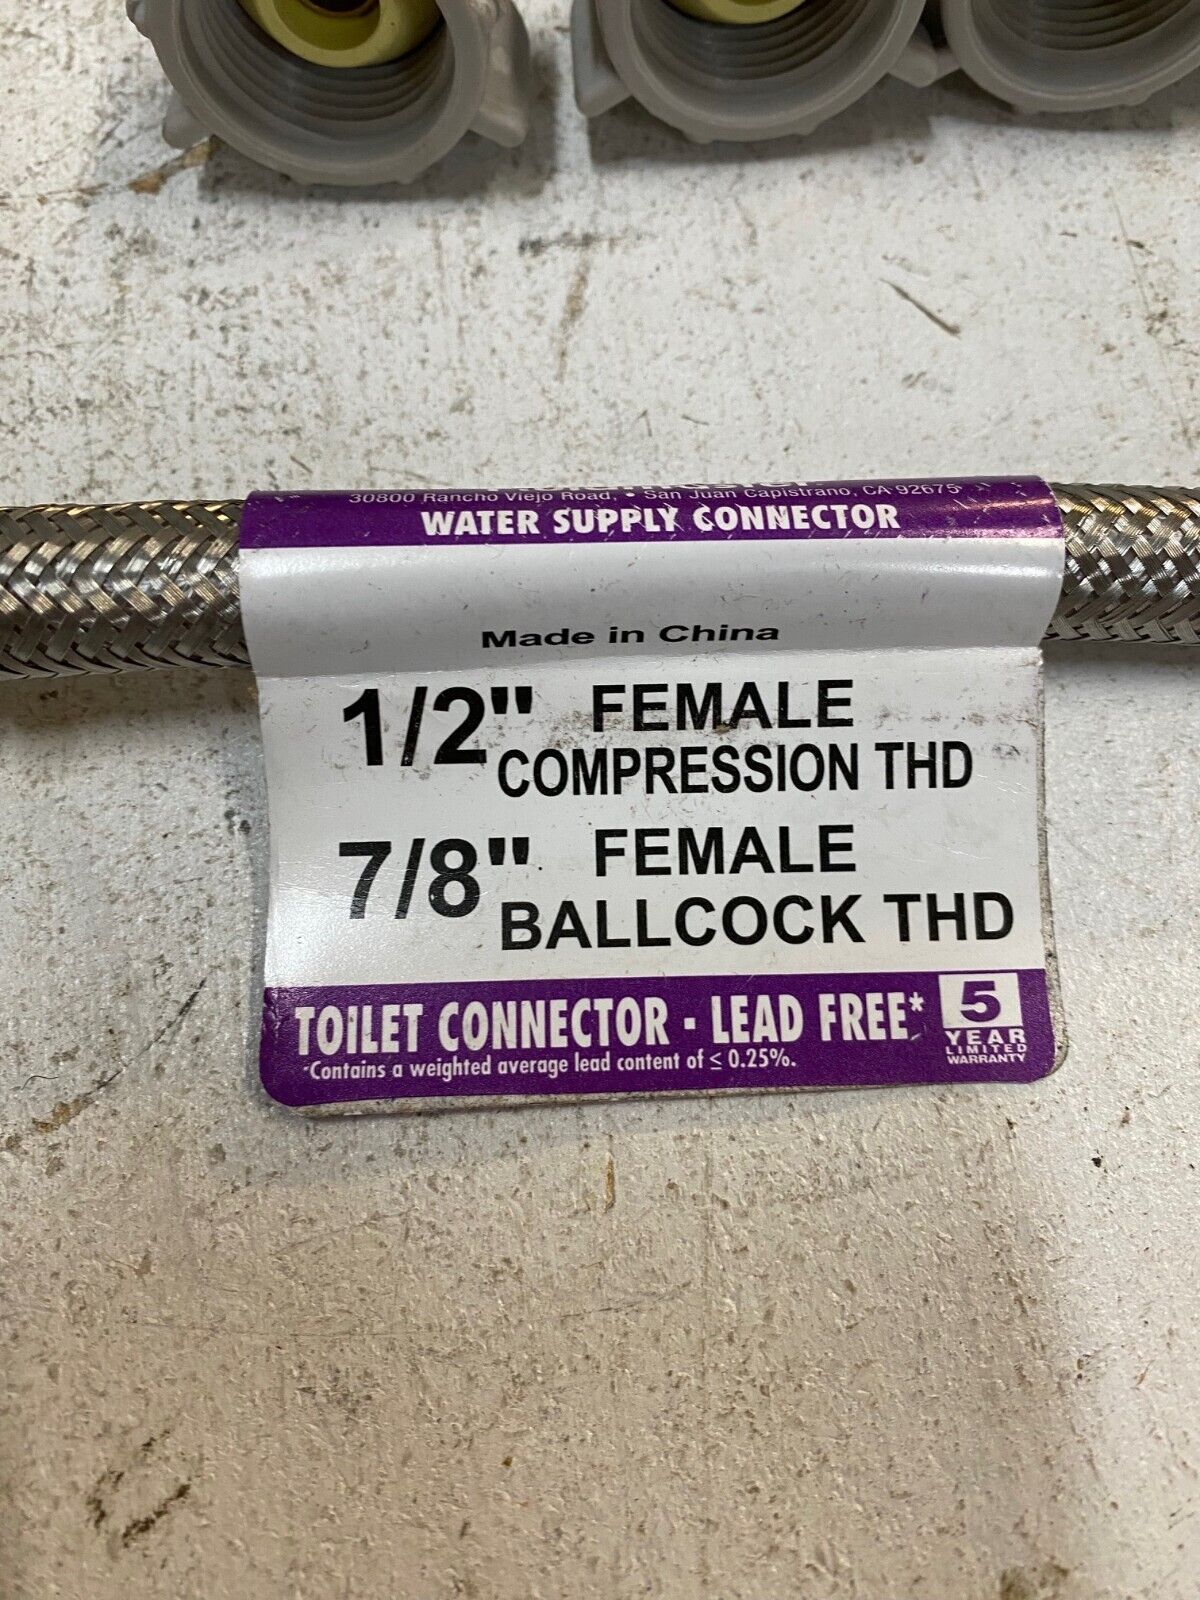 30800 Rancho Viejo Road, • San Juan Capistrano, CA 92675
WATER SUPPLY CONNECTOR
Made in China
1/2" FEMALE
COMPRESSION THD
7/8" FEMALE
BALLCOCK THD
TOILET CONNECTOR - LEAD FREE*
*Contains a weighted average lead content of ≤ 0.25%.
5
YEAR
LIMITED
WARRANTY